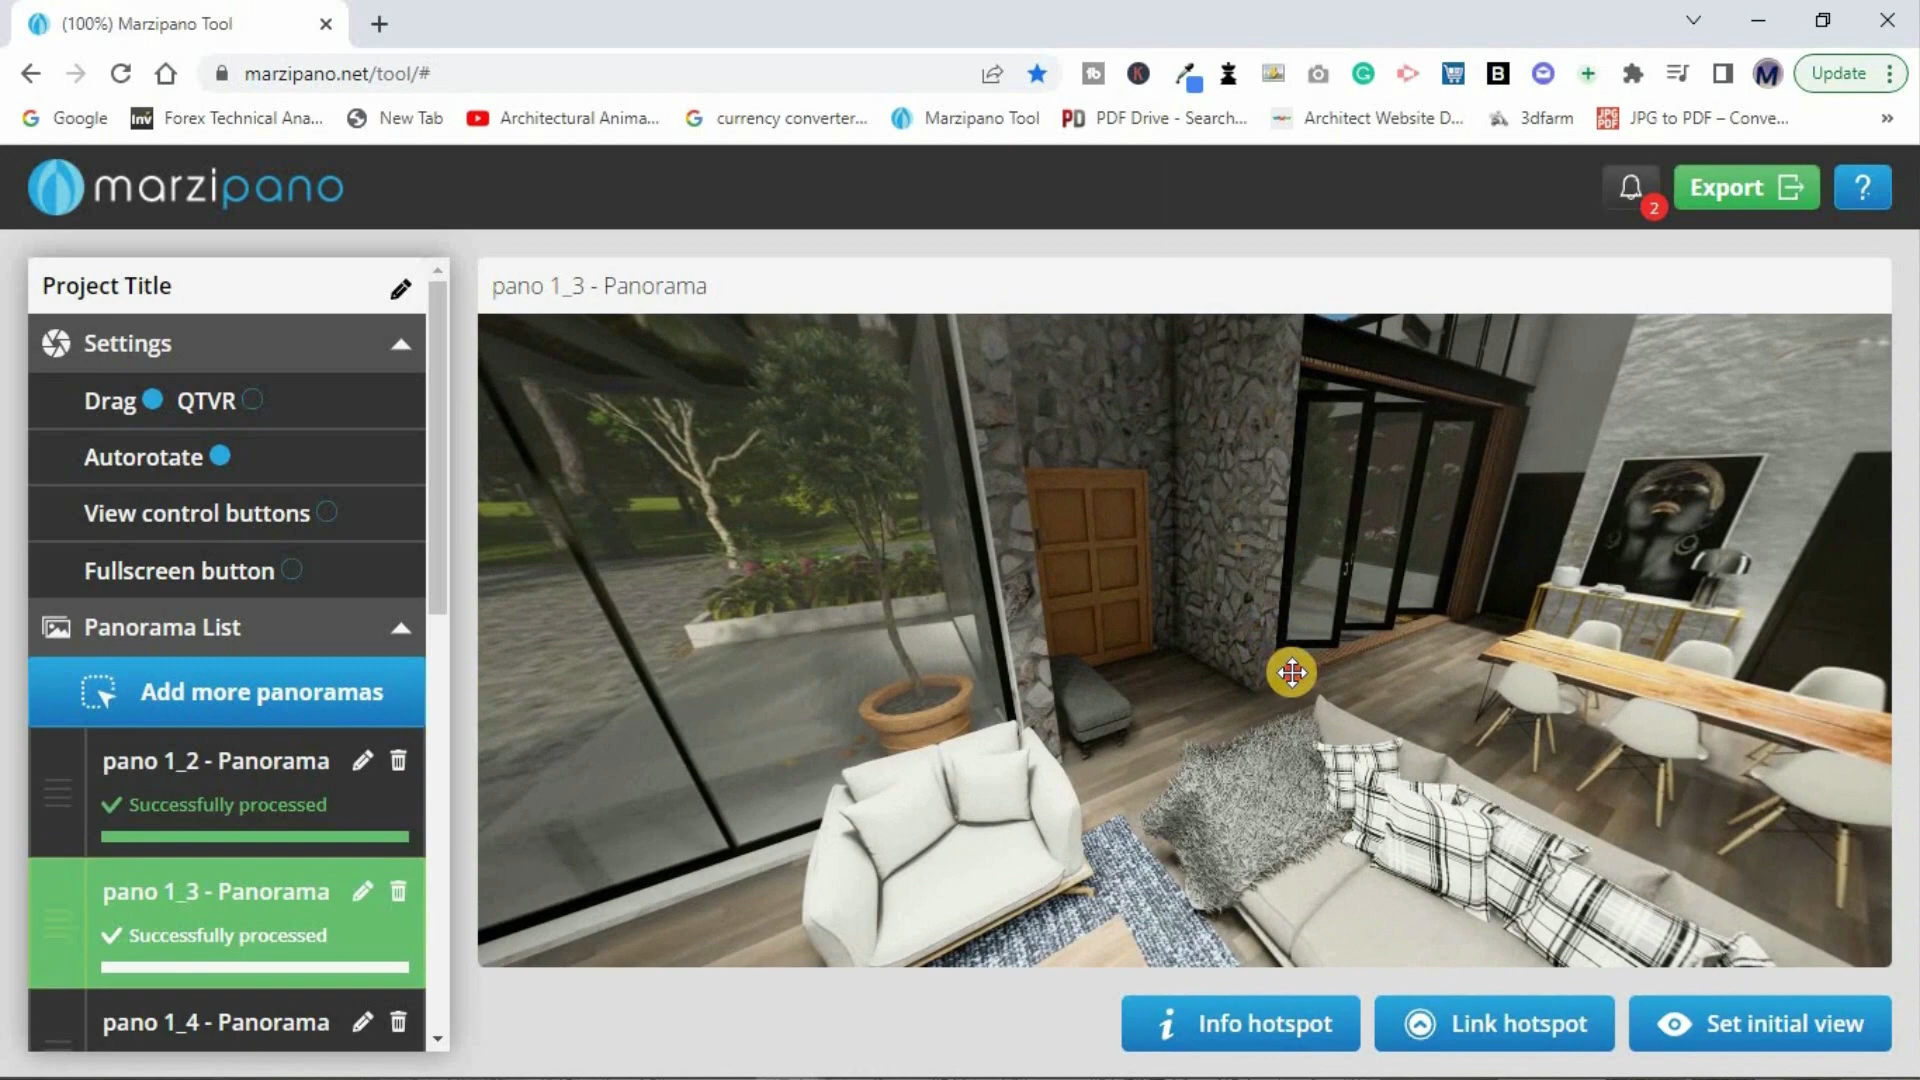 (100%) Marzipano Tool
marzipano.net/tool/#
Update
Google
Forex Technical Ana...
New Tab
Architectural Anima...
currency converter...
Marzipano Tool
PDF Drive - Search...
Architect Website D...
3dfarm
JPG to PDF – Conve...
marzipano
2
Export
?
Project Title
Settings
Drag QTVR
Autorotate
View control buttons
Fullscreen button
Panorama List
Add more panoramas
pano 1_2 - Panorama
Successfully processed
pano 1_3 - Panorama
Successfully processed
pano 1_4 - Panorama
pano 1_3 - Panorama
Info hotspot
Link hotspot
Set initial view